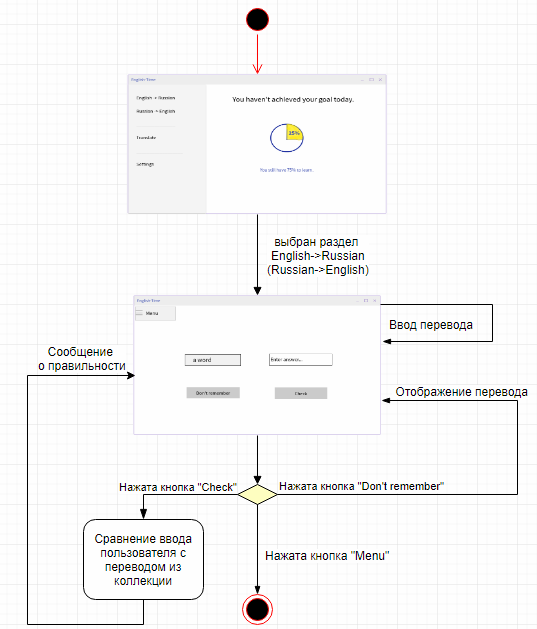 English Time
English -> Russian
Russian -> English
Translate
Settings
You haven't achieved your goal today.
25%
You still have 75% to learn.
выбран раздел
English->Russian
(Russian->English)
English Time
Menu
a word
Enter answer...
Don't remember
Check
Ввод перевода
Сообщение
о правильности
Отображение перевода
Нажата кнопка "Check"
Нажата кнопка "Don't remember"
Сравнение ввода
пользователя с
переводом из
коллекции
Нажата кнопка "Menu"